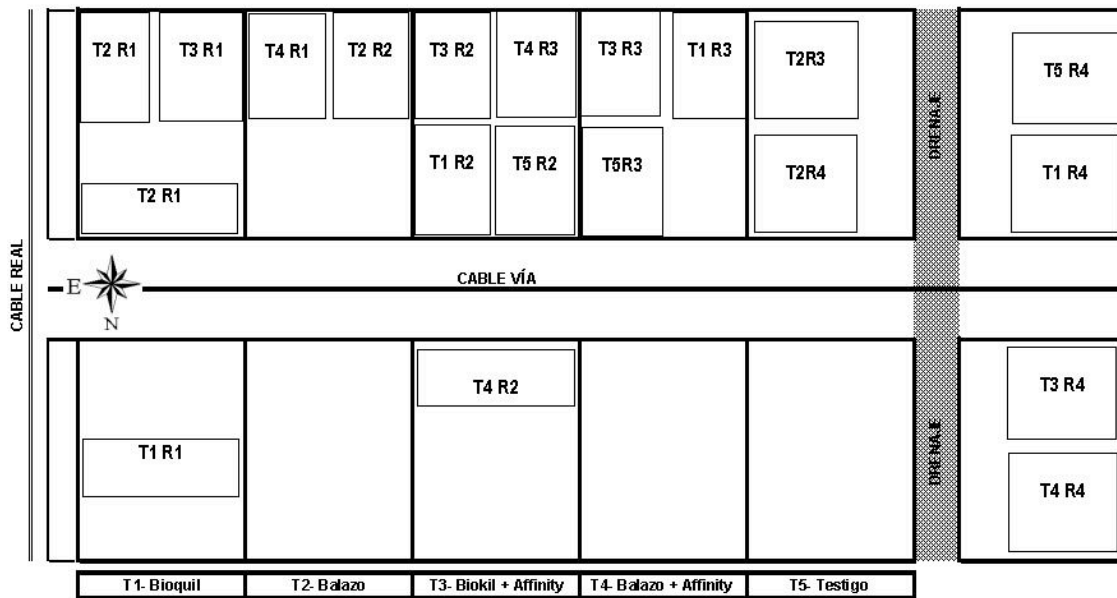 T2 R1
T3 R1
T4 R1
T2 R2
T3 R2
T4 R3
T3 R3
T1 R3
T2R3
T5 R4
T1 R2
T5 R2
T5R3
T2R4
T1 R4
T2 R1
DRENAJE
CABLE REAL
CABLE VÍA
E
N
T4 R2
T3 R4
T1 R1
T4 R4
DRENAJE
T1- Bioquil
T2- Balazo
T3- Biokil + Affinity
T4- Balazo + Affinity
T5- Testigo